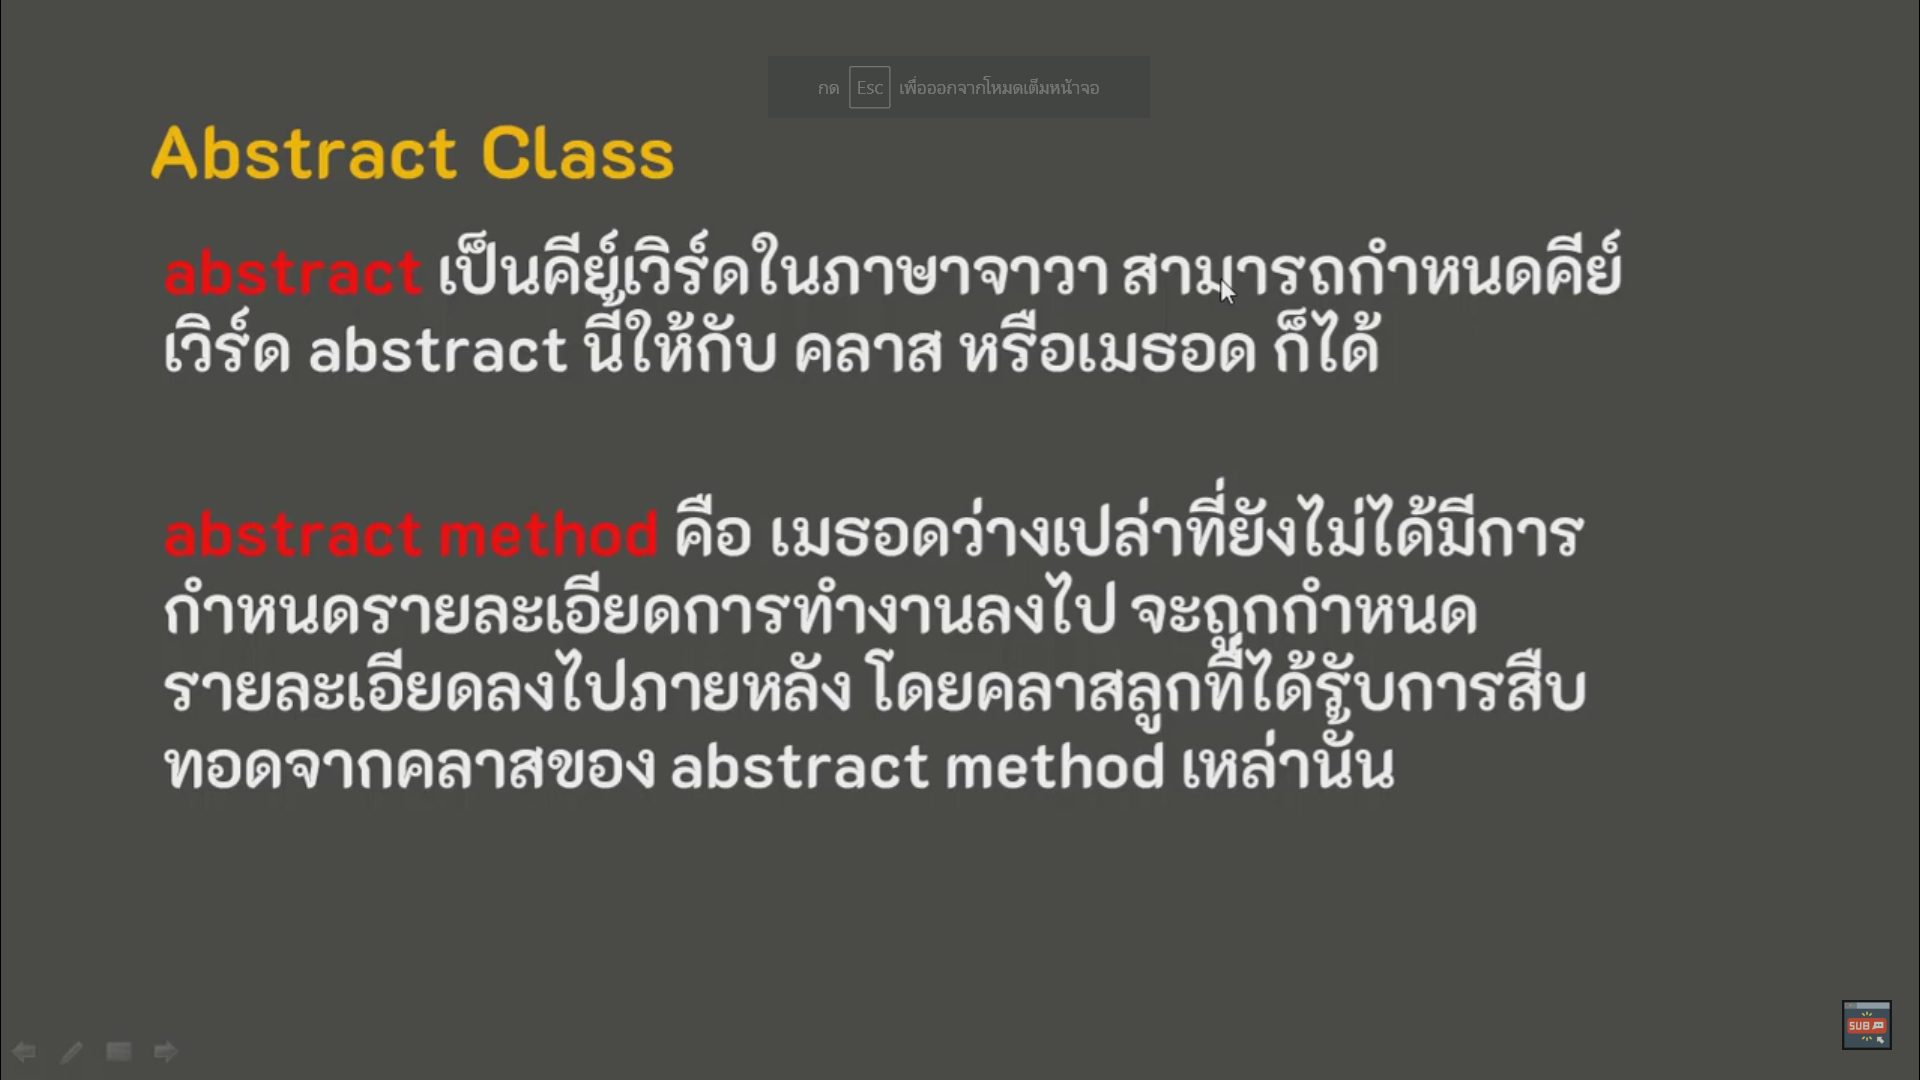 กด Esc เพื่อออกจากโหมดเต็มหน้าจอ
Abstract Class
abstract เป็นคีย์เวิร์ดในภาษาจาวา สามารถกำหนดคีย์
เวิร์ด abstract นี้ให้กับ คลาส หรือเมธอด ก็ได้
abstract method คือ เมธอดว่างเปล่าที่ยังไม่ได้มีการ
กำหนดรายละเอียดการทำงานลงไป จะถูกกำหนด
รายละเอียดลงไปภายหลัง โดยคลาสลูกที่ได้รับการสืบ
ทอดจากคลาสของ abstract method เหล่านั้น
SUB